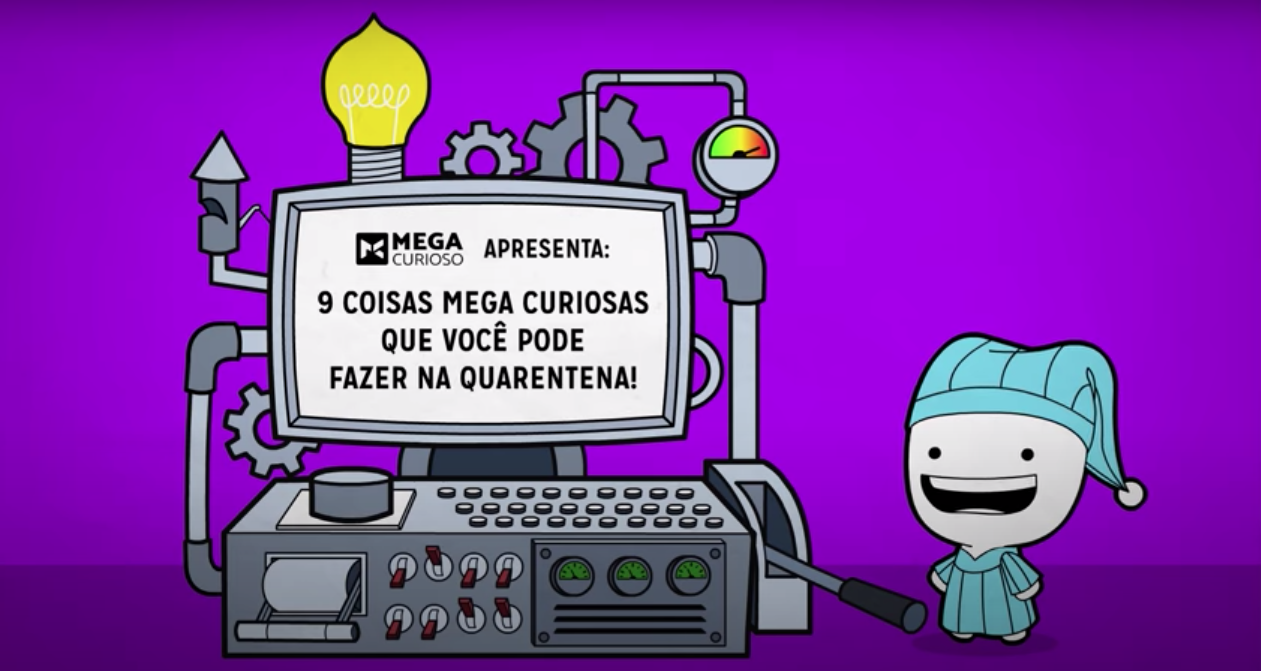 MEGA CURIOSO APRESENTA:
9 COISAS MEGA CURIOSAS
QUE VOCÊ PODE
FAZER NA QUARENTENA!